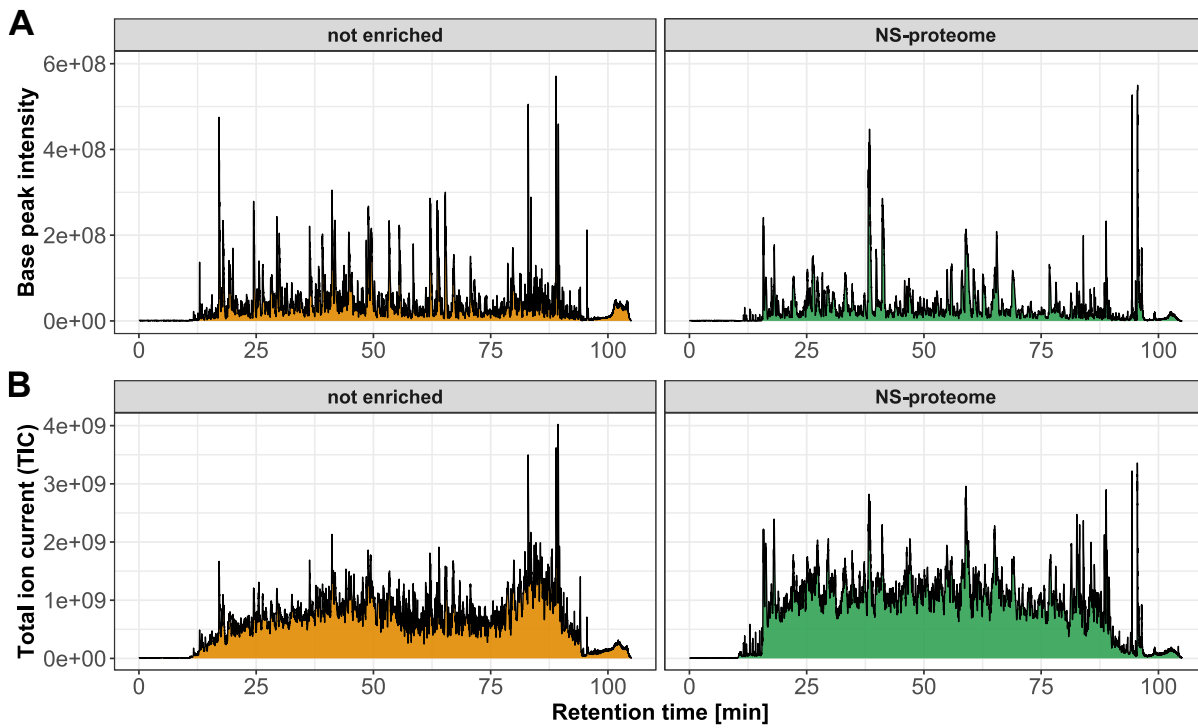 A
not enriched
NS-proteome
Base peak intensity
6e+08
4e+08
2e+08
0e+00
0 25 50 75 100
0 25 50 75 100
B
not enriched
NS-proteome
Total ion current (TIC)
4e+09
3e+09
2e+09
1e+09
0e+00
0 25 50 75 100
0 25 50 75 100
Retention time [min]